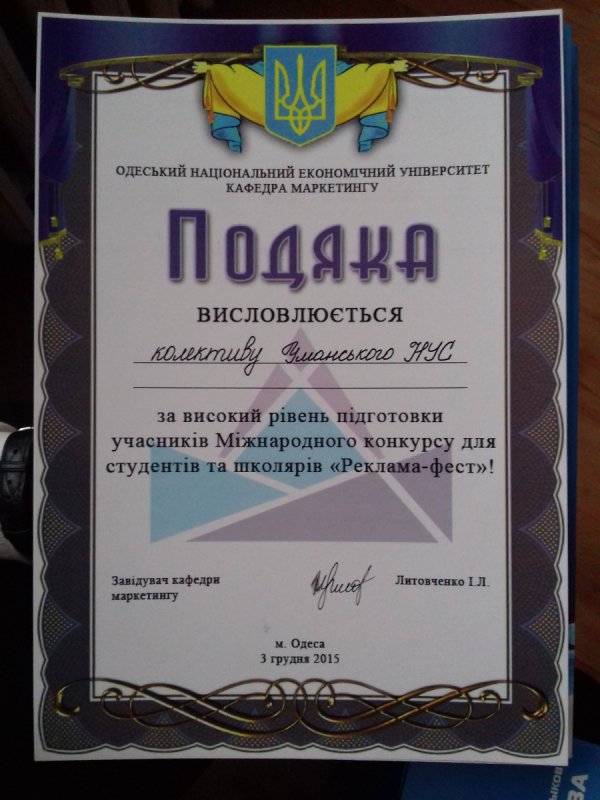 ОДЕСЬКИЙ НАЦІОНАЛЬНИЙ ЕКОНОМІЧНИЙ УНІВЕРСИТЕТ
КАФЕДРА МАРКЕТИНГУ
ПОДЯКА
ВИСЛОВЛЮЄТЬСЯ
колективу Уманського НУС
за високий рівень підготовки
учасників Міжнародного конкурсу для
студентів та школярів «Реклама-фест»!
Завідувач кафедри
маркетингу
Литовченко І.Л.
м. Одеса
3 грудня 2015